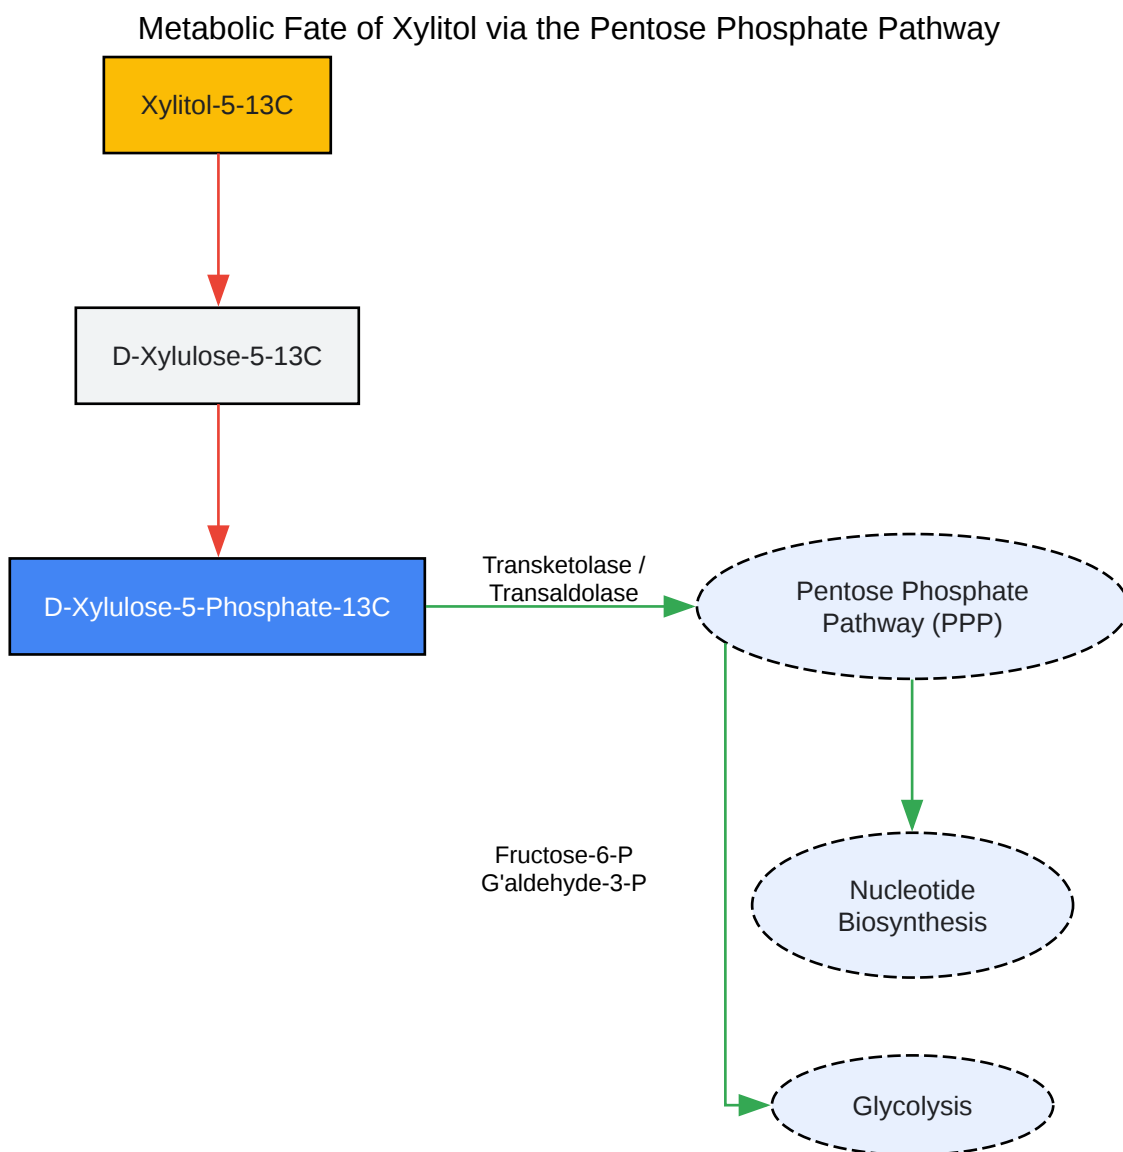 Metabolic Fate of Xylitol via the Pentose Phosphate Pathway
Xylitol-5-13C
D-Xylulose-5-13C
D-Xylulose-5-Phosphate-13C
Transketolase /
Transaldolase
Pentose Phosphate
Pathway (PPP)
Fructose-6-P
G'aldehyde-3-P
Nucleotide
Biosynthesis
Glycolysis